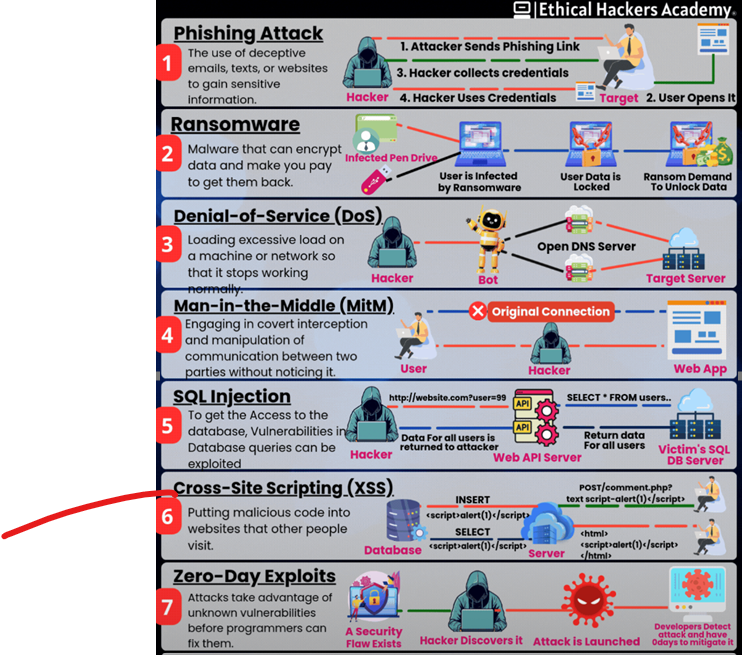 Ethical Hackers Academy
Phishing Attack
1
The use of deceptive
emails, texts, or websites
to gain sensitive
Information.
1. Attacker Sends Phishing Link
3. Hacker collects credentials
4. Hacker Uses Credentials
Hacker
Target
2. User Opens It
Ransomware
2
Malware that can encrypt
data and make you pay
to get them back.
Infected Pen Drive
User is Infected
by Ransomware
User Data is
Locked
Ransom Demand
To Unlock Data
Denial-of-Service (DoS)
3
Loading excessive load on
a machine or network so
that it stops working
normally.
Hacker
Bot
Open DNS Server
Target Server
Man-in-the-Middle (MitM)
4
Engaging in covert interception
and manipulation of
communication between two
parties without noticing it.
Original Connection
User
Hacker
Web App
SQL Injection
5
To get the Access to the
database, Vulnerabilities in
Database queries can be
exploited
http://website.com?user=99
SELECT * FROM users..
API
API
Data For all users is
returned to attacker
Return data
For all users
Hacker
Web API Server
Victim's SQL
DB Server
Cross-Site Scripting (XSS)
6
Putting malicious code into
websites that other people
visit.
INSERT
<script>alert(1)</script>
SELECT
<script>alert(1)</script>
Database
Server
POST/comment.php?
text script-alert(1)</script>
<html>
<script>alert(1)</script>
</html>
Zero-Day Exploits
7
Attacks take advantage of
unknown vulnerabilities
before programmers can
fix them.
A Security
Flaw Exists
Hacker Discovers it
Attack is Launched
Developers Detect
attack and have
0days to mitigate it